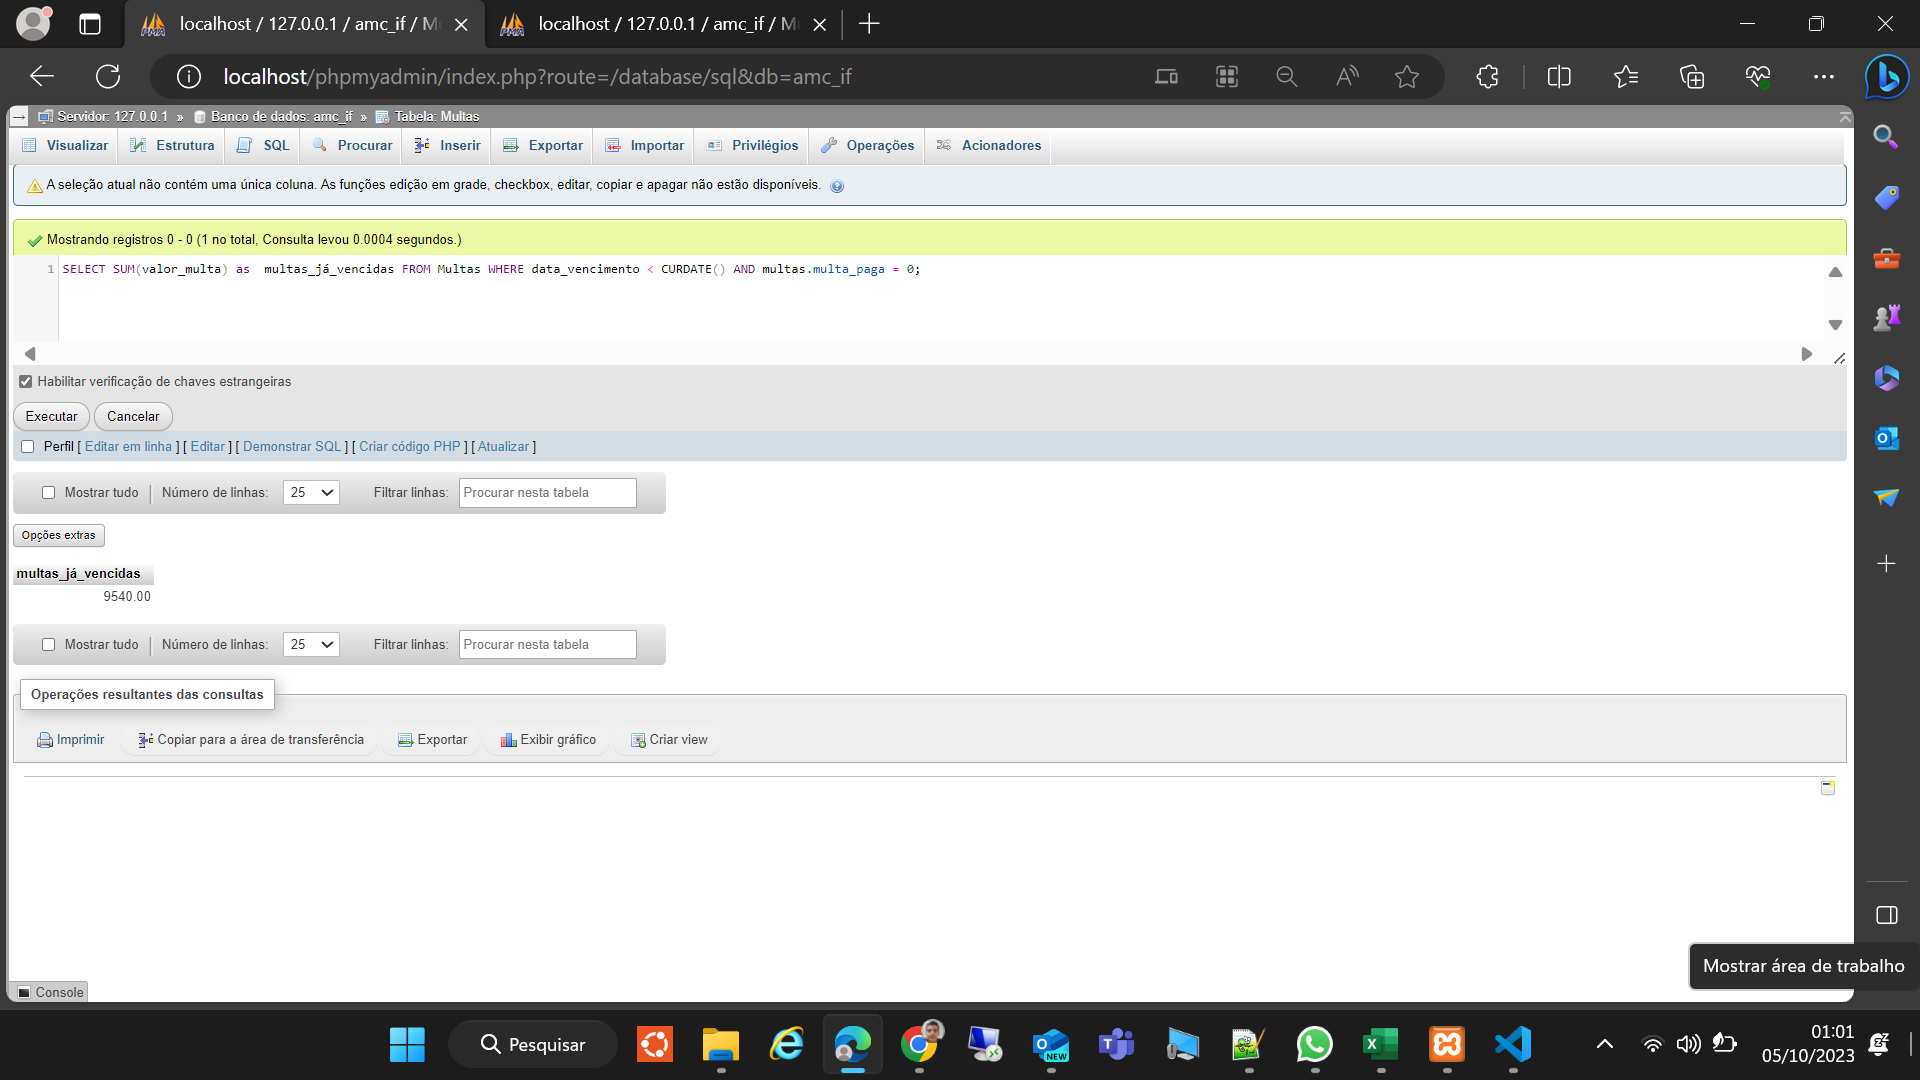 localhost / 127.0.0.1 / amc_if / M
localhost / 127.0.0.1 / amc_if / M
localhost/phpmyadmin/index.php?route=/database/sql&db=amc_if
Servidor: 127.0.0.1 » Banco de dados: amc_if » Tabela: Multas
Visualizar Estrutura SQL Procurar Inserir Exportar Importar Privilégios Operações Acionadores
A seleção atual não contém uma única coluna. As funções edição em grade, checkbox, editar, copiar e apagar não estão disponíveis.
Mostrando registros 0 - 0 (1 no total, Consulta levou 0.0004 segundos.)
1 SELECT SUM(valor_multa) as multas_já_vencidas FROM Multas WHERE data_vencimento < CURDATE() AND multas.multa_paga = 0;
Habilitar verificação de chaves estrangeiras
Executar Cancelar
Perfil [ Editar em linha ] [ Editar ] [ Demonstrar SQL ] [ Criar código PHP ] [ Atualizar ]
Mostrar tudo Número de linhas: 25 Filtrar linhas: Procurar nesta tabela
Opções extras
multas_já_vencidas
9540.00
Mostrar tudo Número de linhas: 25 Filtrar linhas: Procurar nesta tabela
Operações resultantes das consultas
Imprimir Copiar para a área de transferência Exportar Exibir gráfico Criar view
Mostrar área de trabalho
Console
Pesquisar
01:01
05/10/2023